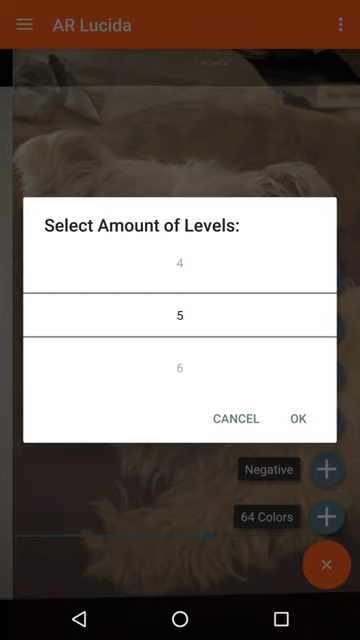 AR Lucida
Select Amount of Levels:
4
5
6
CANCEL
OK
Negative
64 Colors